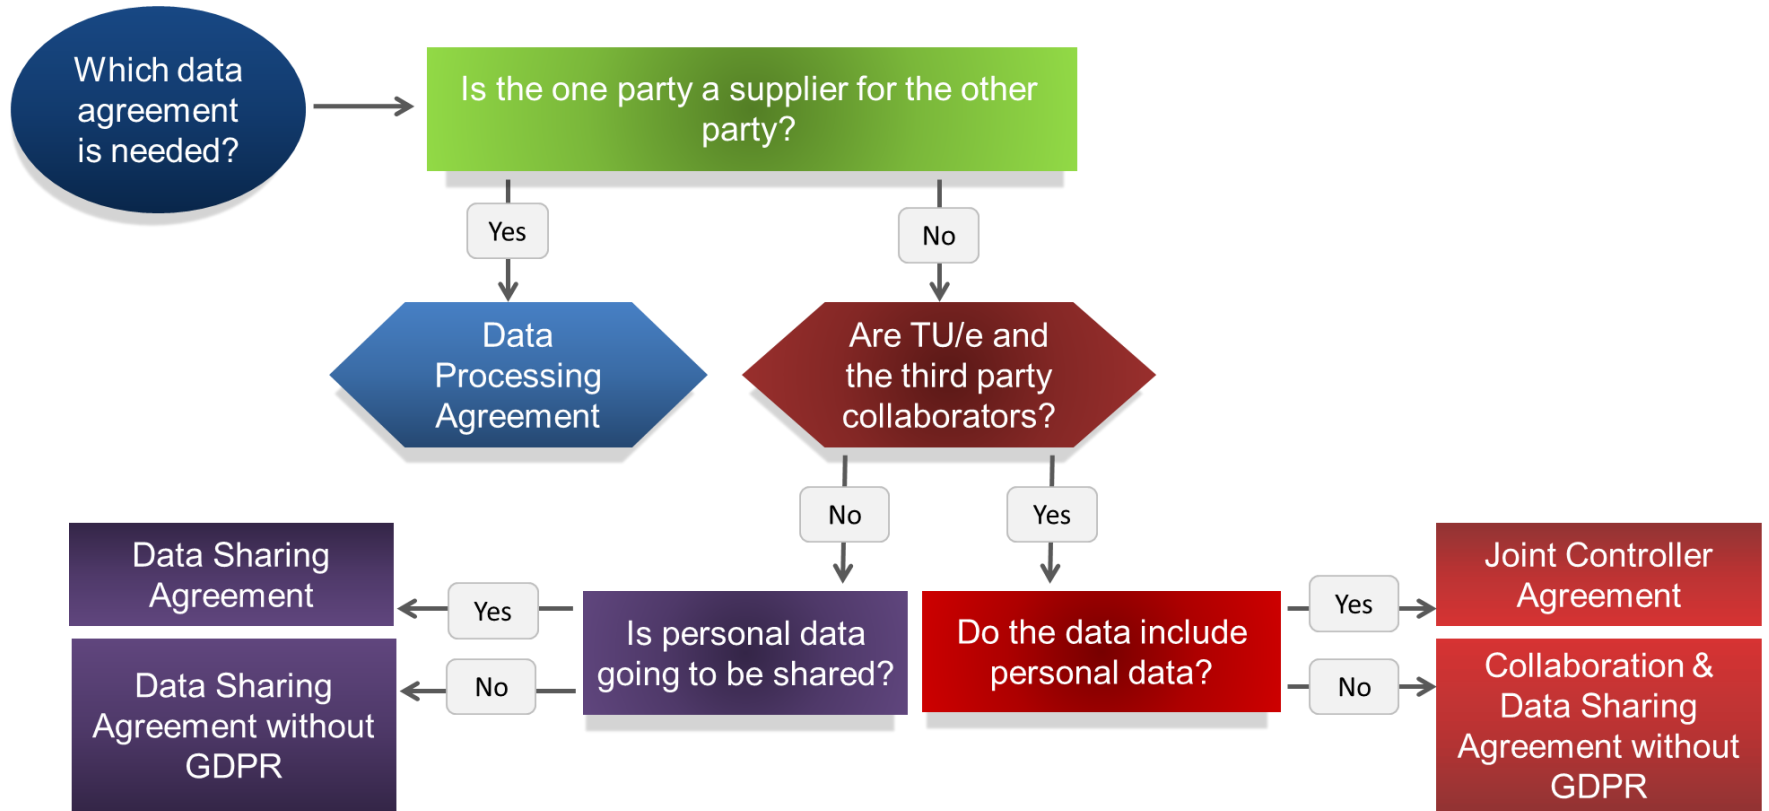 Which data
agreement
is needed?
Is the one party a supplier for the other
party?
Yes
No
Data
Processing
Agreement
Are TU/e and
the third party
collaborators?
No
Yes
Data Sharing
Agreement
Yes
Is personal data
going to be shared?
No
Data Sharing
Agreement without
GDPR
Do the data include
personal data?
Yes
Joint Controller
Agreement
No
Collaboration &
Data Sharing
Agreement without
GDPR